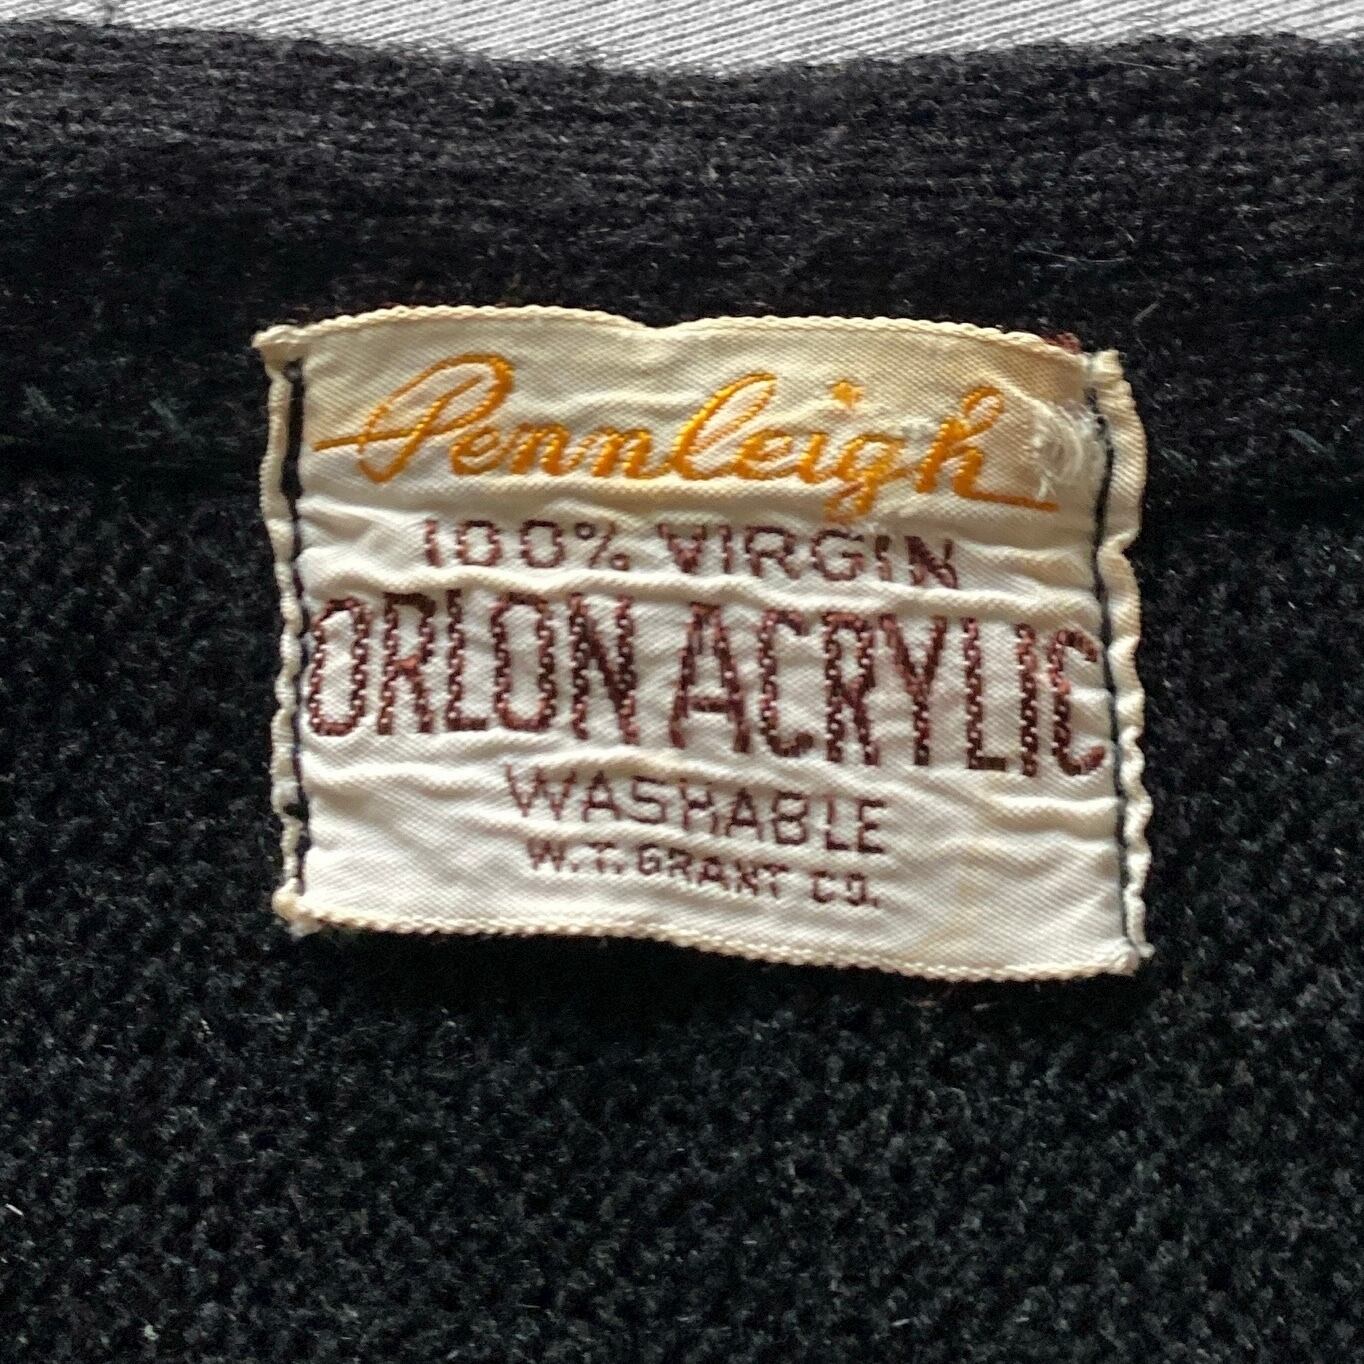 Pennleigh
100% VIRGIN
ORLON ACRYLIC
WASHABLE
W.T. GRANT CO.